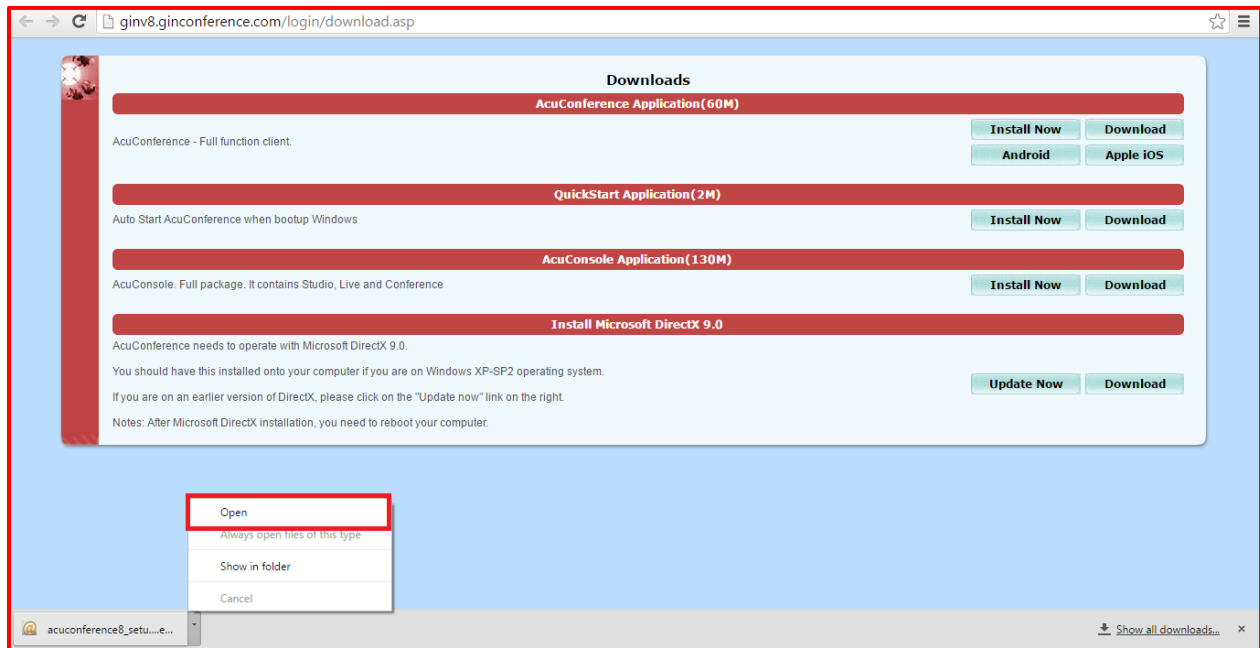 ginv8.ginconference.com/login/download.asp
Downloads
AcuConference Application(60M)
AcuConference - Full function client.
Install Now Download
Android Apple iOS
QuickStart Application(2M)
Auto Start AcuConference when bootup Windows
Install Now Download
AcuConsole Application(130M)
AcuConsole. Full package. It contains Studio, Live and Conference
Install Now Download
Install Microsoft DirectX 9.0
AcuConference needs to operate with Microsoft DirectX 9.0.
You should have this installed onto your computer if you are on Windows XP-SP2 operating system.
Update Now Download
If you are on an earlier version of DirectX, please click on the "Update now" link on the right.
Notes: After Microsoft DirectX installation, you need to reboot your computer.
Open
Always open files of this type
Show in folder
Cancel
acuconference8_setu....e... Show all downloads...